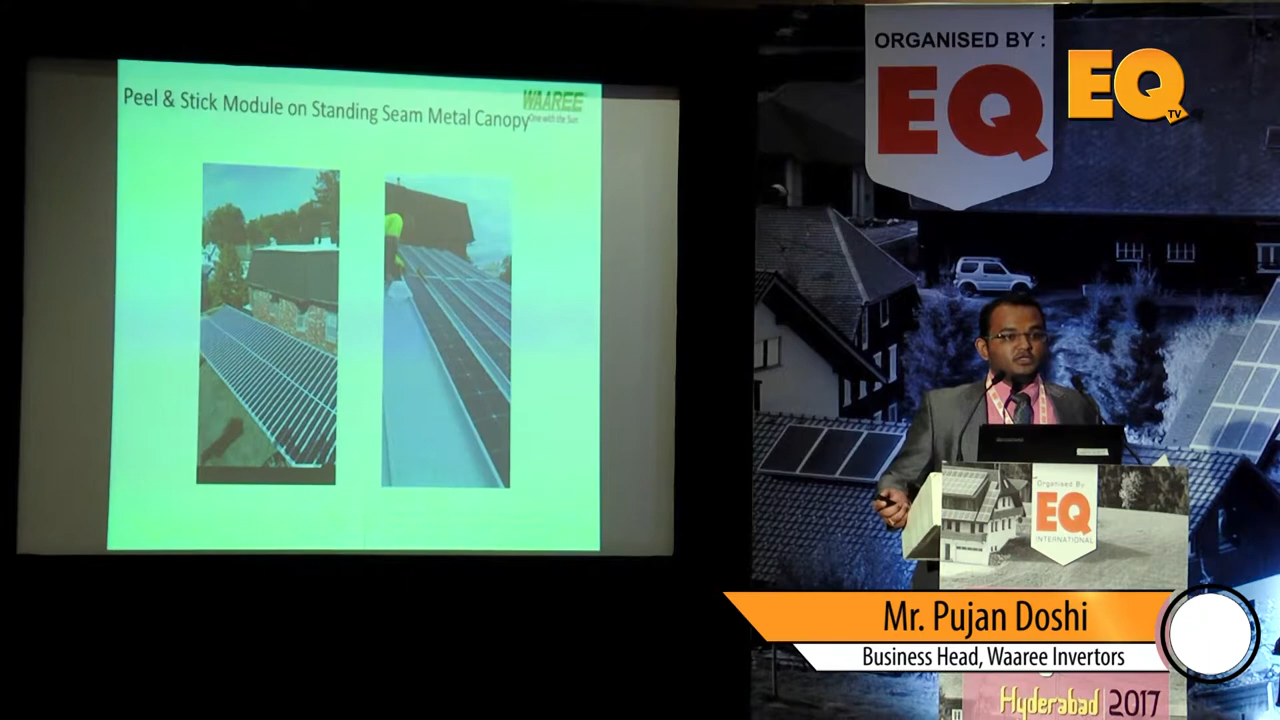 Peel & Stick Module on Standing Seam Metal Canopy
WAAREE
One with the Sun
ORGANISED BY :
EQ
EQ
TV
Organised By
EQ
INTERNATIONAL
Mr. Pujan Doshi
Business Head, Waaree Invertors
Hyderabad 2017